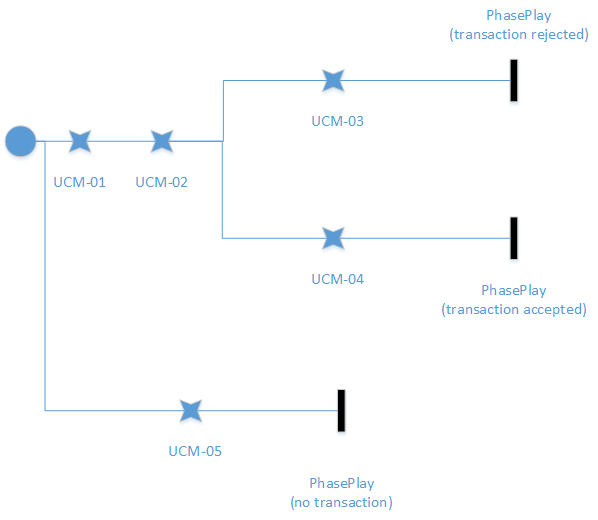 PhasePlay
(transaction rejected)
UCM-03
UCM-01
UCM-02
UCM-04
PhasePlay
(transaction accepted)
UCM-05
PhasePlay
(no transaction)